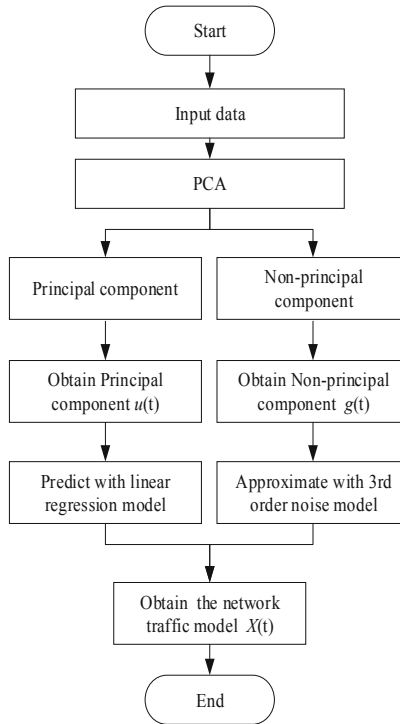 Start
Input data
PCA
Principal component
Non-principal
component
Obtain Principal
component u(t)
Obtain Non-principal
component g(t)
Predict with linear
regression model
Approximate with 3rd
order noise model
Obtain the network
traffic model X(t)
End